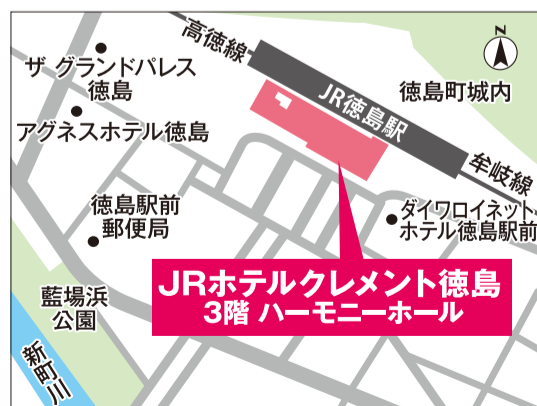 高徳線
N
ザ グランドパレス
徳島
JR徳島駅
徳島町城内
アグネスホテル徳島
牟岐線
徳島駅前
郵便局
ダイワロイネット
ホテル徳島駅前
JRホテルクレメント徳島
3階 ハーモニーホール
藍場浜
公園
新町川